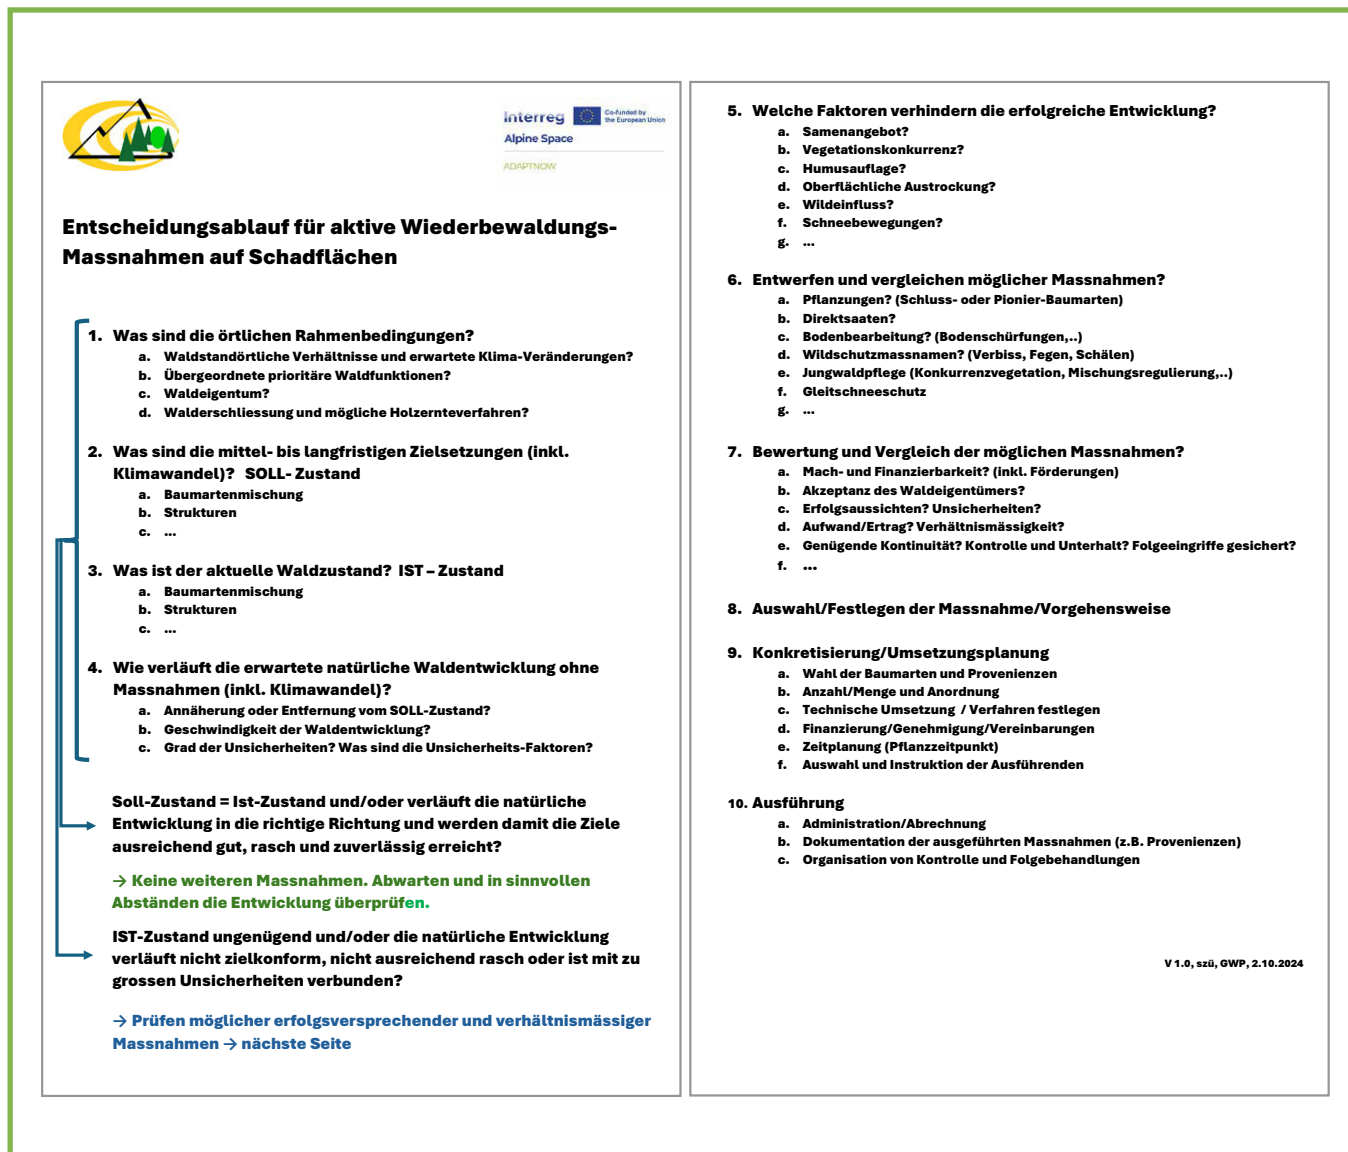 Interreg
Co-funded by
the European Union
Alpine Space
ADAPTNOW
Entscheidungsablauf für aktive Wiederbewaldungs-
Massnahmen auf Schadflächen
1. Was sind die örtlichen Rahmenbedingungen?
a. Waldstandörtliche Verhältnisse und erwartete Klima-Veränderungen?
b. Übergeordnete prioritäre Waldfunktionen?
c. Waldeigentum?
d. Walderschliessung und mögliche Holzernteverfahren?
2. Was sind die mittel- bis langfristigen Zielsetzungen (inkl.
Klimawandel)? SOLL- Zustand
a. Baumartenmischung
b. Strukturen
c. ...
3. Was ist der aktuelle Waldzustand? IST – Zustand
a. Baumartenmischung
b. Strukturen
c. ...
4. Wie verläuft die erwartete natürliche Waldentwicklung ohne
Massnahmen (inkl. Klimawandel)?
a. Annäherung oder Entfernung vom SOLL-Zustand?
b. Geschwindigkeit der Waldentwicklung?
c. Grad der Unsicherheiten? Was sind die Unsicherheits-Faktoren?
Soll-Zustand = Ist-Zustand und/oder verläuft die natürliche
Entwicklung in die richtige Richtung und werden damit die Ziele
ausreichend gut, rasch und zuverlässig erreicht?
→ Keine weiteren Massnahmen. Abwarten und in sinnvollen
Abständen die Entwicklung überprüfen.
IST-Zustand ungenügend und/oder die natürliche Entwicklung
verläuft nicht zielkonform, nicht ausreichend rasch oder ist mit zu
grossen Unsicherheiten verbunden?
→ Prüfen möglicher erfolgsversprechender und verhältnismässiger
Massnahmen → nächste Seite
5. Welche Faktoren verhindern die erfolgreiche Entwicklung?
a. Samenangebot?
b. Vegetationskonkurrenz?
c. Humusauflage?
d. Oberflächliche Austrockung?
e. Wildeinfluss?
f. Schneebewegungen?
g. ...
6. Entwerfen und vergleichen möglicher Massnahmen?
a. Pflanzungen? (Schluss- oder Pionier-Baumarten)
b. Direktsaaten?
c. Bodenbearbeitung? (Bodenschürfungen,..)
d. Wildschutzmassnamen? (Verbiss, Fegen, Schälen)
e. Jungwaldpflege (Konkurrenzvegetation, Mischungsregulierung,..)
f. Gleitschneeschutz
g. ...
7. Bewertung und Vergleich der möglichen Massnahmen?
a. Mach- und Finanzierbarkeit? (inkl. Förderungen)
b. Akzeptanz des Waldeigentümers?
c. Erfolgsaussichten? Unsicherheiten?
d. Aufwand/Ertrag? Verhältnismässigkeit?
e. Genügende Kontinuität? Kontrolle und Unterhalt? Folgeeingriffe gesichert?
f. ...
8. Auswahl/Festlegen der Massnahme/Vorgehensweise
9. Konkretisierung/Umsetzungsplanung
a. Wahl der Baumarten und Provenienzen
b. Anzahl/Menge und Anordnung
c. Technische Umsetzung / Verfahren festlegen
d. Finanzierung/Genehmigung/Vereinbarungen
e. Zeitplanung (Pflanzzeitpunkt)
f. Auswahl und Instruktion der Ausführenden
10. Ausführung
a. Administration/Abrechnung
b. Dokumentation der ausgeführten Massnahmen (z.B. Provenienzen)
c. Organisation von Kontrolle und Folgebehandlungen
V 1.0, szü, GWP, 2.10.2024